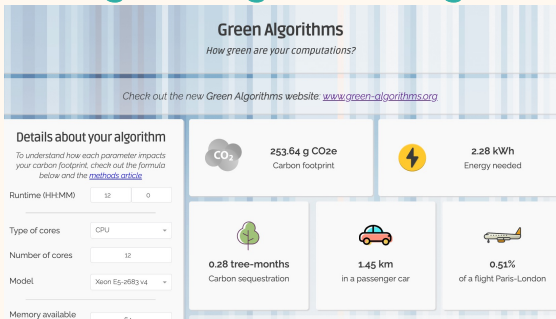 Green Algorithms
How green are your computations?
Check out the new Green Algorithms website: www.green-algorithms.org
Details about your algorithm
To understand how each parameter impacts
your carbon footprint, check out the formula
below and the methods article
Runtime (HH:MM)
12
0
Type of cores
CPU
Number of cores
12
Model
Xeon E5-2683 v4
Memory available
CO2
253.64 g CO2e
Carbon footprint
2.28 kWh
Energy needed
0.28 tree-months
Carbon sequestration
1.45 km
in a passenger car
0.51%
of a flight Paris-London